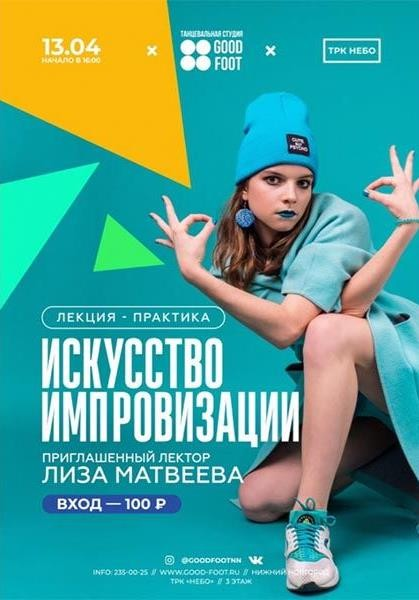 13.04
НАЧАЛО В 16:00
ТАНЦЕВАЛЬНАЯ СТУДИЯ
GOOD
FOOT
ТРК НЕБО
CUTE
BUT
PSYCHO
ЛЕКЦИЯ - ПРАКТИКА
ИСКУССТВО
ИМПРОВИЗАЦИИ
ПРИГЛАШЕННЫЙ ЛЕКТОР
ЛИЗА МАТВЕЕВА
ВХОД — 100 ₽
@GOODFOOTNN
INFO: 235-00-25 // WWW.GOOD-FOOT.RU // НИЖНИЙ НОВГОРОД
ТРК «НЕБО» // 3 ЭТАЖ